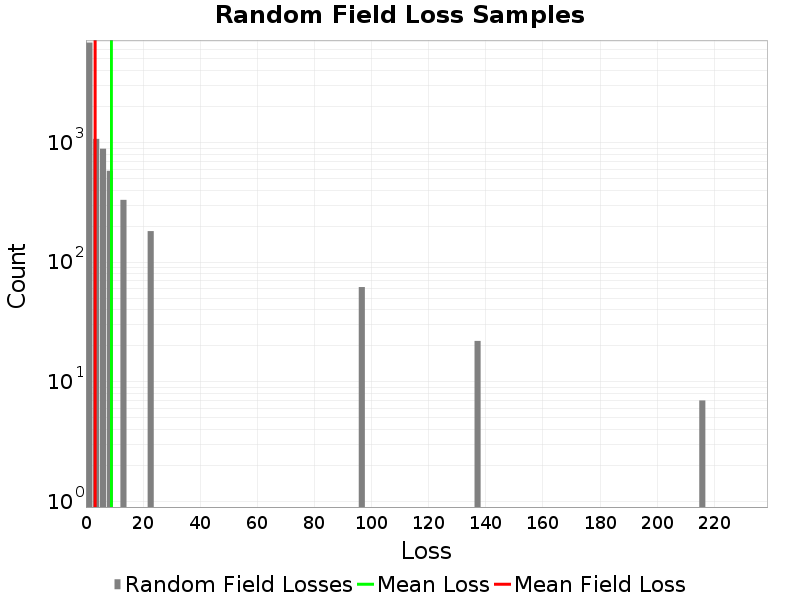 Random Field Loss Samples
Count
10³
10²
10¹
10⁰
0 20 40 60 80 100 120 140 160 180 200 220
Loss
Random Field Losses Mean Loss Mean Field Loss